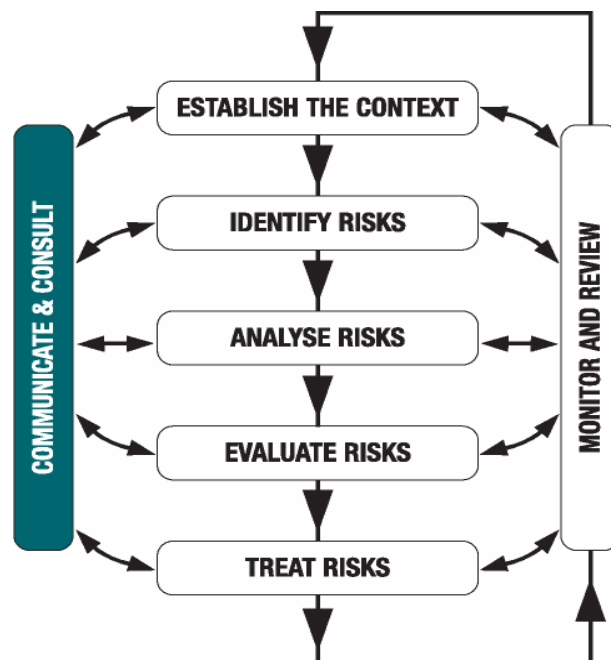 ESTABLISH THE CONTEXT
IDENTIFY RISKS
ANALYSE RISKS
EVALUATE RISKS
TREAT RISKS
COMMUNICATE & CONSULT
MONITOR AND REVIEW